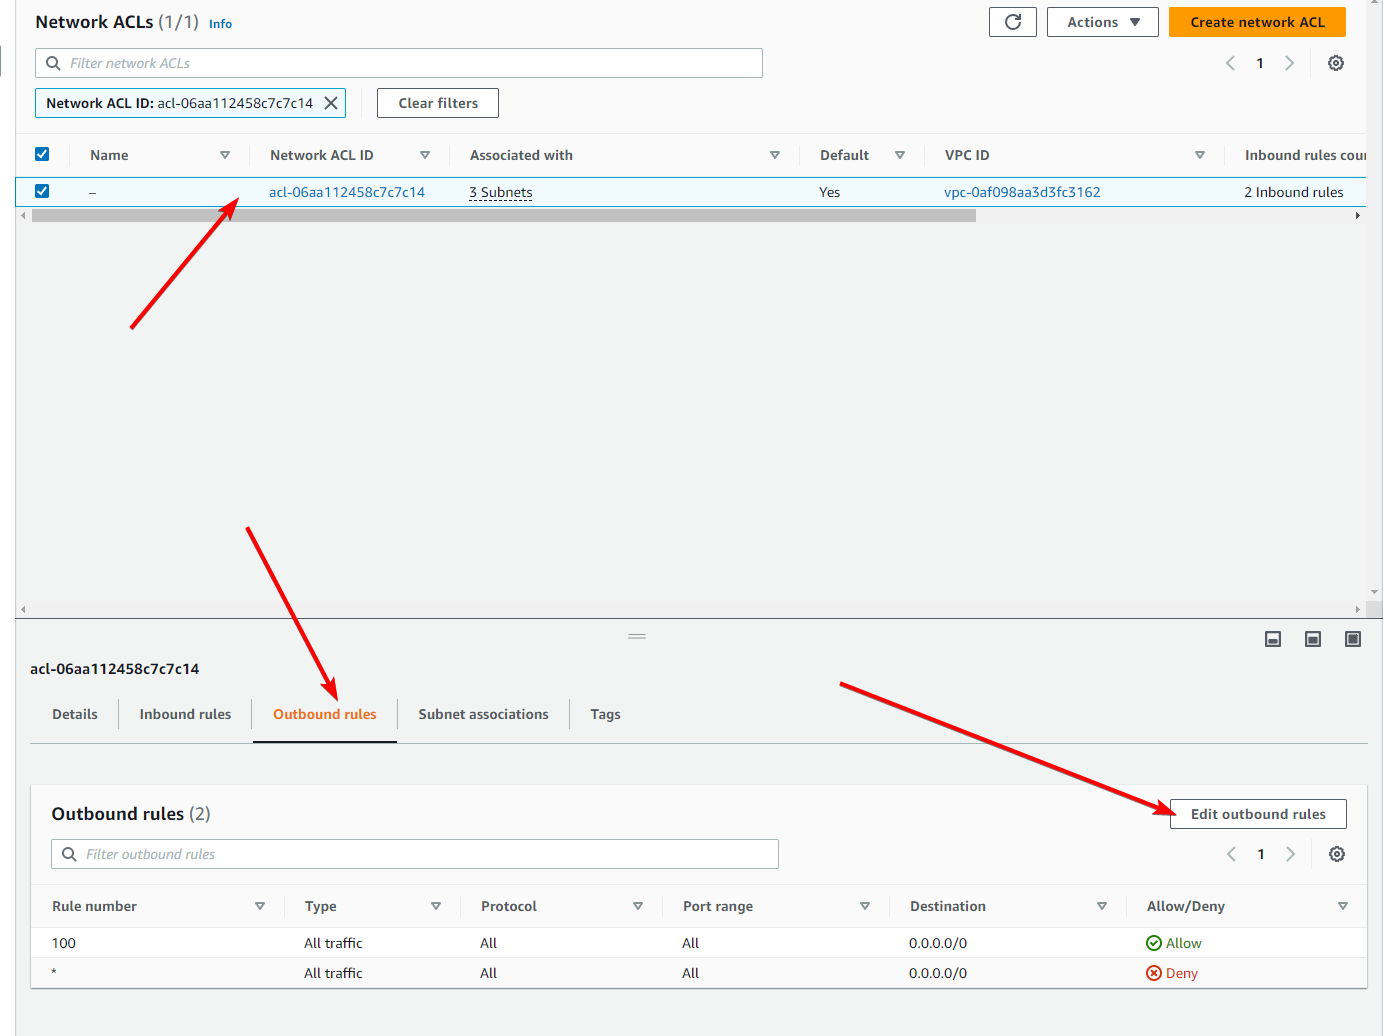 Network ACLs (1/1) Info
Actions
Create network ACL
Filter network ACLs
1
Network ACL ID: acl-06aa112458c7c7c14
Clear filters
Name Network ACL ID Associated with Default VPC ID Inbound rules cou
– acl-06aa112458c7c7c14 3 Subnets Yes vpc-0af098aa3d3fc3162 2 Inbound rules
acl-06aa112458c7c7c14
Details Inbound rules Outbound rules Subnet associations Tags
Outbound rules (2)
Edit outbound rules
Filter outbound rules
1
Rule number Type Protocol Port range Destination Allow/Deny
100 All traffic All All 0.0.0.0/0 Allow
* All traffic All All 0.0.0.0/0 Deny